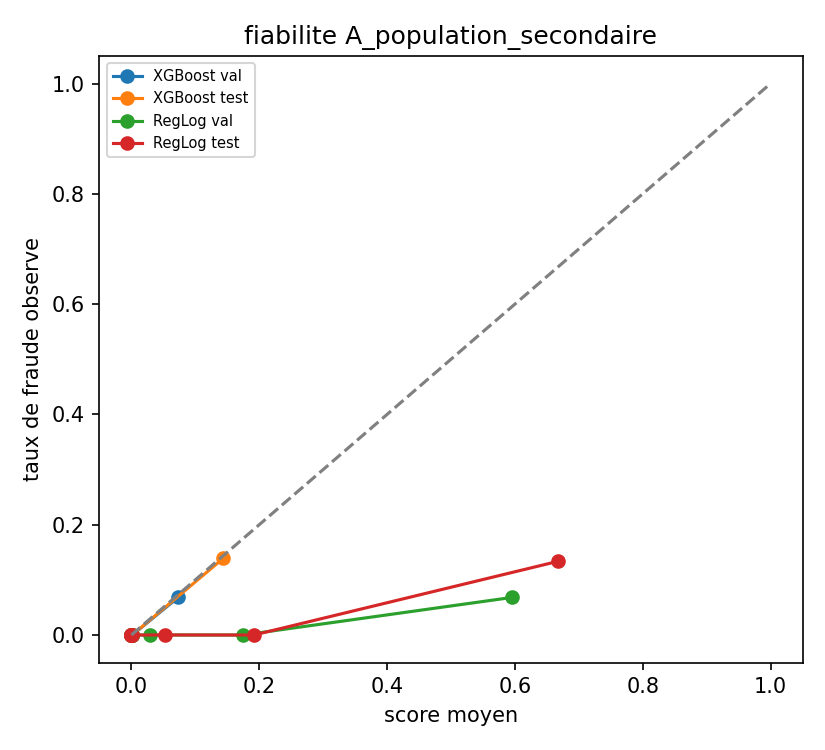 fiabilite A_population_secondaire
XGBoost val
XGBoost test
RegLog val
RegLog test
1.0
0.8
0.6
0.4
0.2
0.0
taux de fraude observe
0.0 0.2 0.4 0.6 0.8 1.0
score moyen